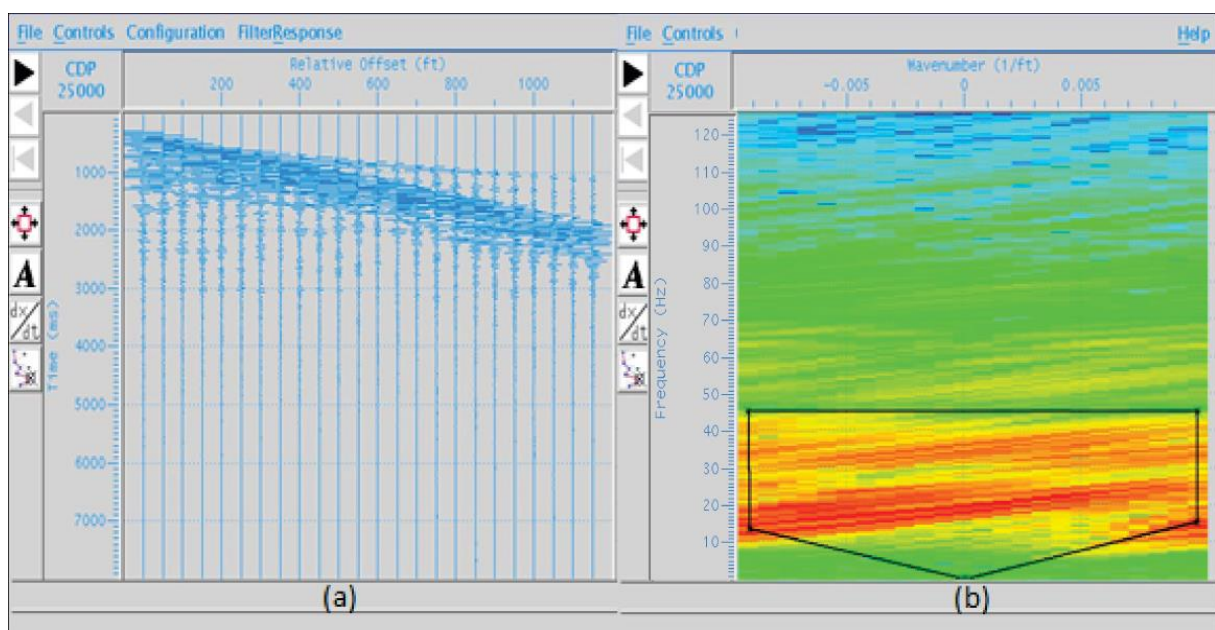 File Controls Configuration FilterResponse
CDP
25000
Relative Offset (ft)
200 400 600 800 1000
A
dx/dt
Time (ms)
1000
2000
3000
4000
5000
6000
7000
(a)
File Controls
Help
CDP
25000
Wavenumber (1/ft)
-0.005 0 0.005
A
dx/dt
Frequency (Hz)
120
110
100
90
80
70
60
50
40
30
20
10
(b)